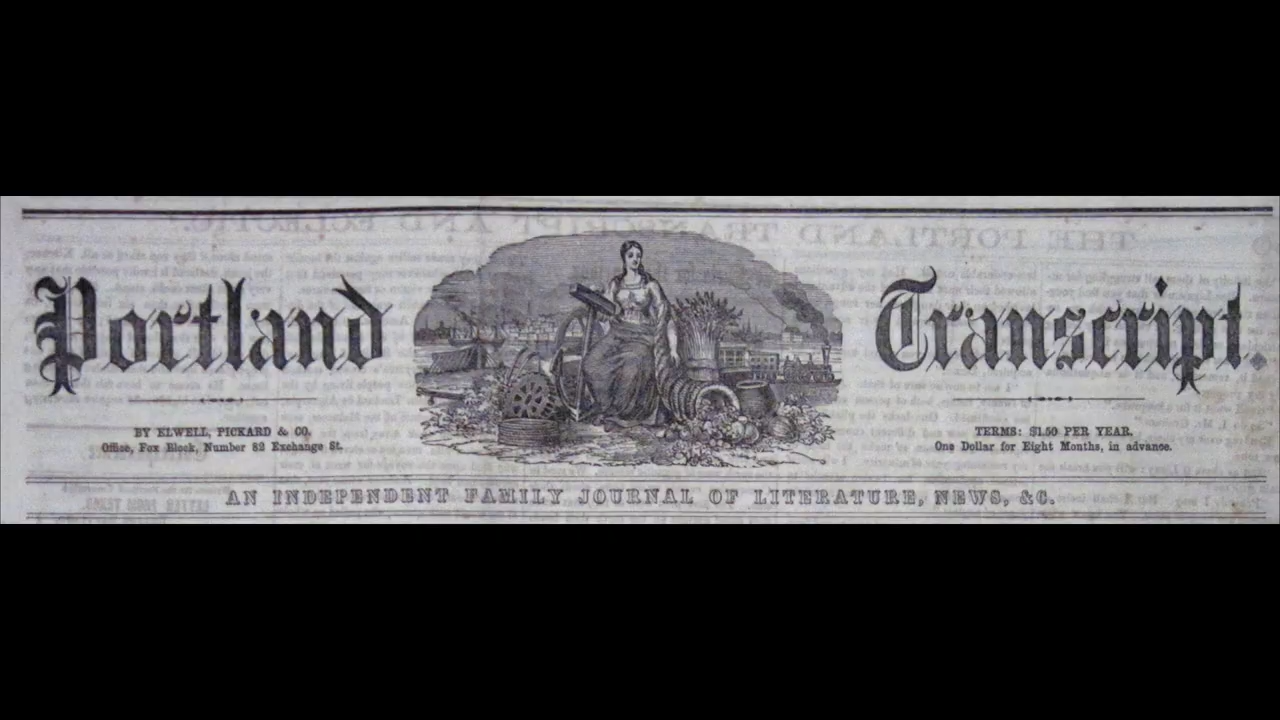 Portland Transcript.
BY ELWELL, PICKARD & CO.
Office, Fox Block, Number 82 Exchange St.
TERMS: $1.50 PER YEAR.
One Dollar for Eight Months, in advance.
AN INDEPENDENT FAMILY JOURNAL OF LITERATURE, NEWS, &C.